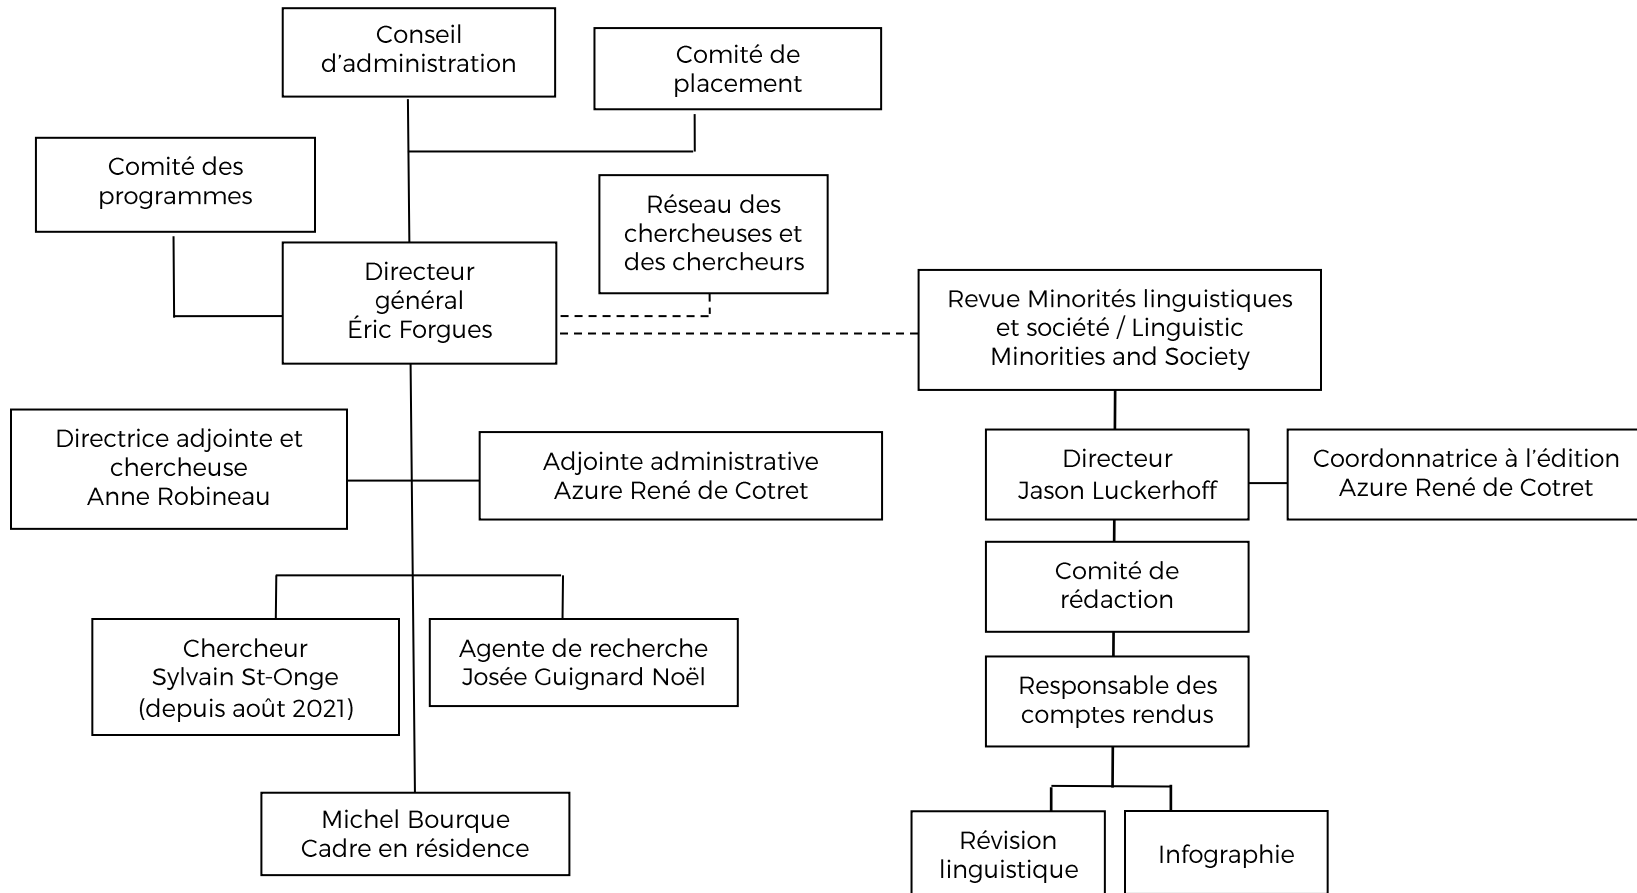 Conseil
d'administration
Comité de
placement
Comité des
programmes
Réseau des
chercheuses et
des chercheurs
Directeur
général
Éric Forgues
Revue Minorités linguistiques
et société / Linguistic
Minorities and Society
Directrice adjointe et
chercheuse
Anne Robineau
Adjointe administrative
Azure René de Cotret
Directeur
Jason Luckerhoff
Coordonnatrice à l'édition
Azure René de Cotret
Comité de
rédaction
Chercheur
Sylvain St-Onge
(depuis août 2021)
Agente de recherche
Josée Guignard Noël
Responsable des
comptes rendus
Michel Bourque
Cadre en résidence
Révision
linguistique
Infographie